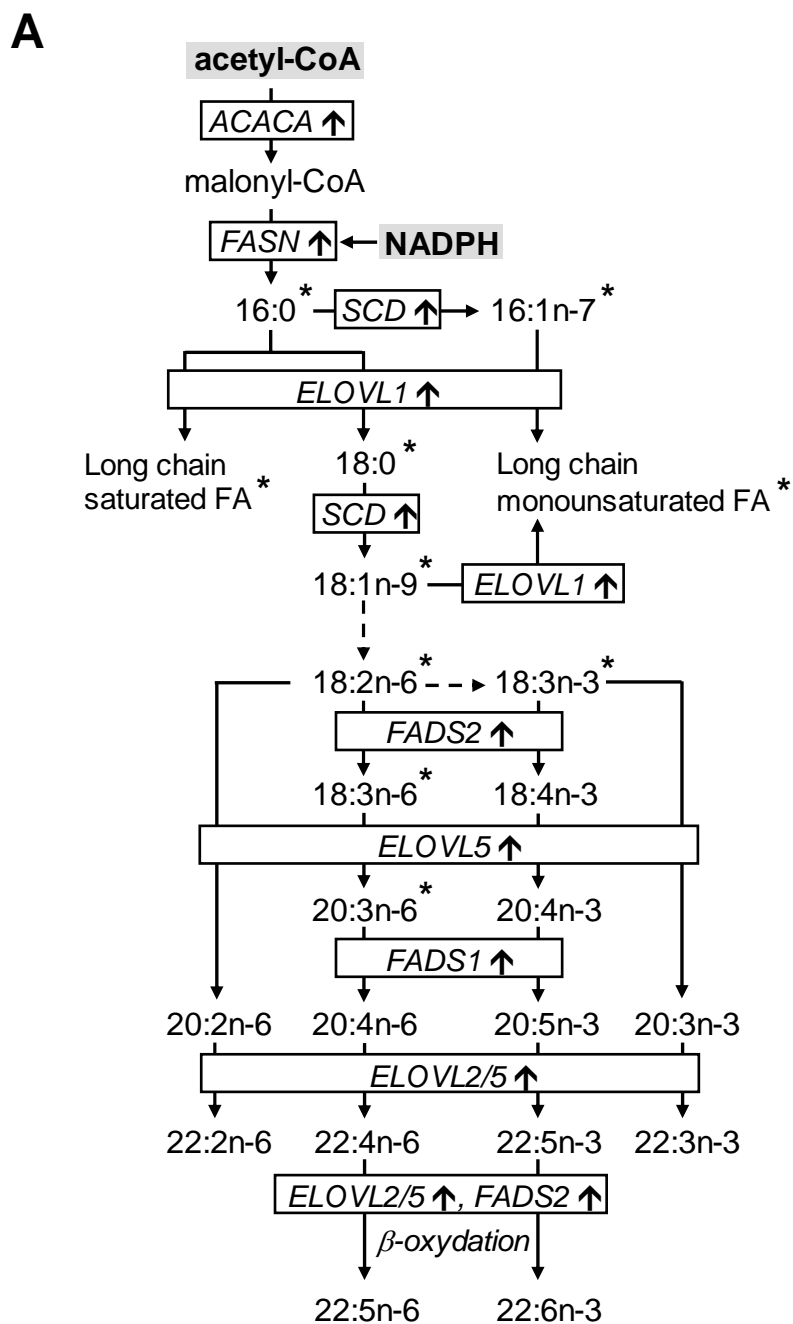 A
acetyl-CoA
ACACA ↑
malonyl-CoA
FASN ↑ NADPH
16:0* SCD ↑ 16:1n-7*
ELOVL1 ↑
Long chain
saturated FA*
18:0*
Long chain
monounsaturated FA*
SCD ↑
18:1n-9* ELOVL1 ↑
18:2n-6* 18:3n-3*
FADS2 ↑
18:3n-6* 18:4n-3
ELOVL5 ↑
20:3n-6* 20:4n-3
FADS1 ↑
20:2n-6 20:4n-6 20:5n-3 20:3n-3
ELOVL2/5 ↑
22:2n-6 22:4n-6 22:5n-3 22:3n-3
ELOVL2/5 ↑, FADS2 ↑
β-oxydation
22:5n-6 22:6n-3